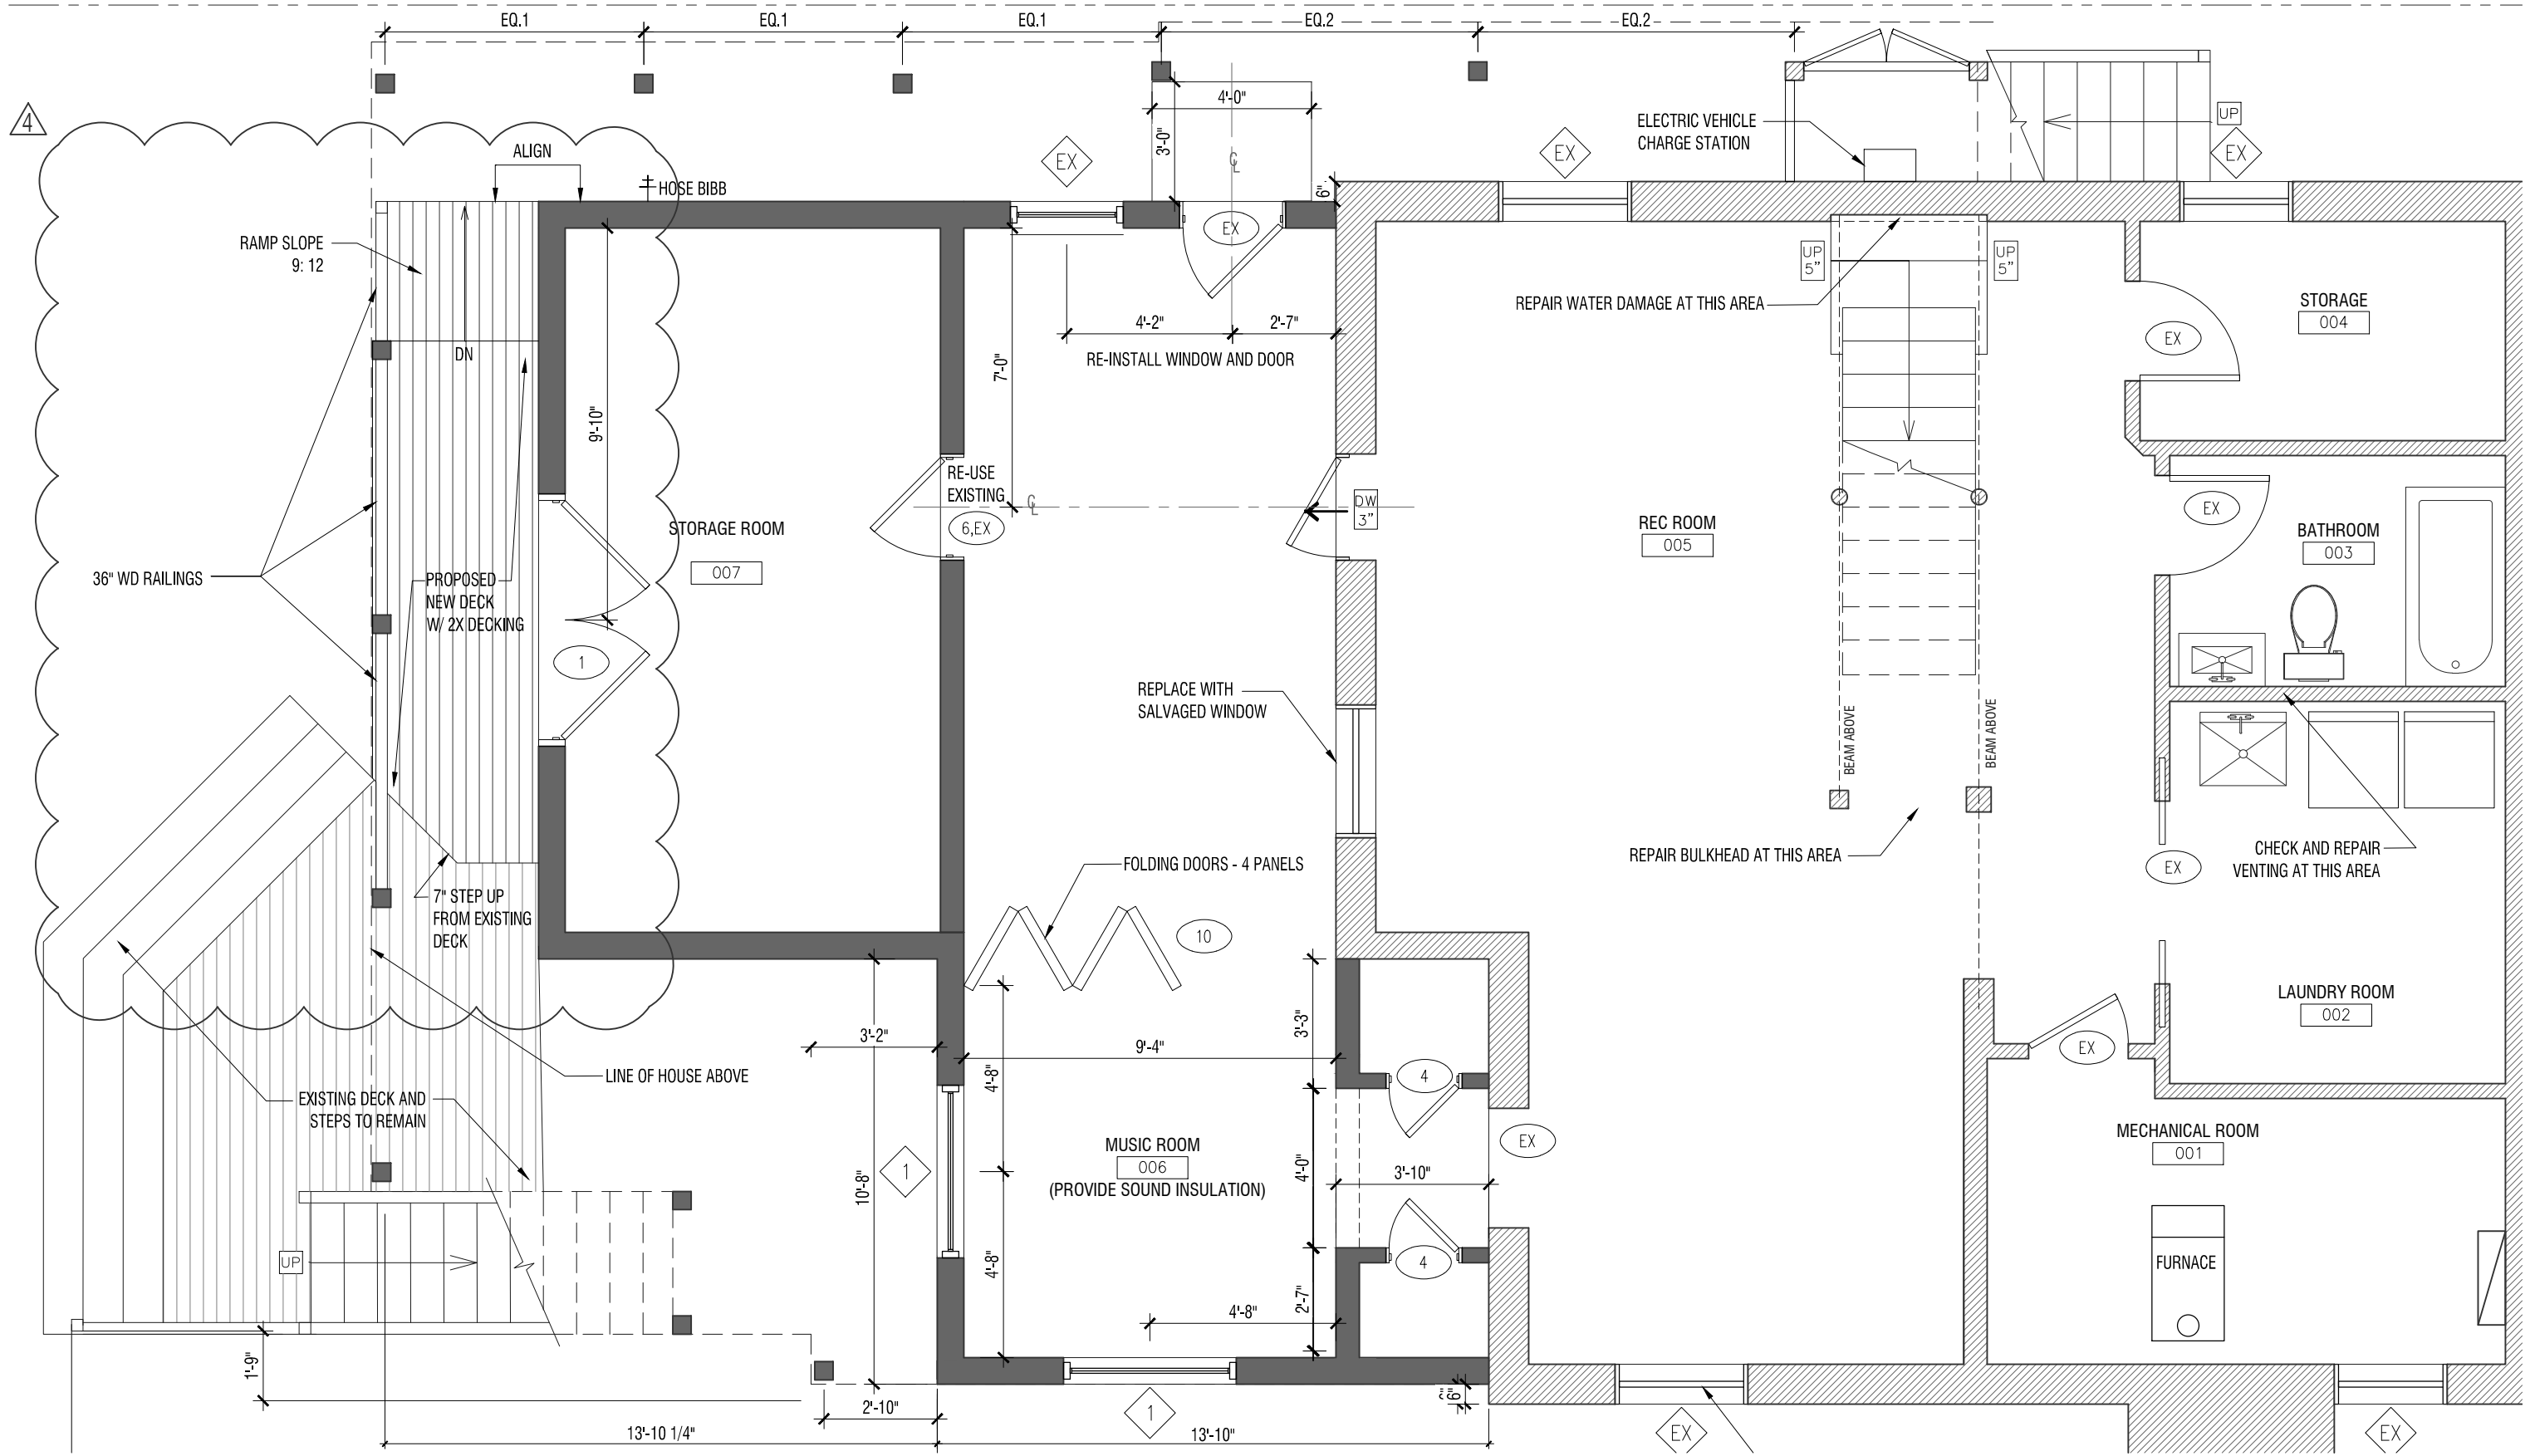 EQ.1
EQ.1
EQ.1
EQ.2
EQ.2
4
ALIGN
HOSE BIBB
EX
4'-0"
3'-0"
C
L
6"
EX
ELECTRIC VEHICLE
CHARGE STATION
UP
EX
RAMP SLOPE
9: 12
EX
UP
5"
UP
5"
REPAIR WATER DAMAGE AT THIS AREA
STORAGE
004
DN
4'-2"
2'-7"
RE-INSTALL WINDOW AND DOOR
7'-0"
EX
9'-10"
RE-USE
EXISTING
C
L
6,EX
DW
3"
STORAGE ROOM
007
REC ROOM
005
EX
BATHROOM
003
36" WD RAILINGS
PROPOSED
NEW DECK
W/ 2X DECKING
1
REPLACE WITH
SALVAGED WINDOW
BEAM ABOVE
BEAM ABOVE
FOLDING DOORS - 4 PANELS
REPAIR BULKHEAD AT THIS AREA
EX
CHECK AND REPAIR
VENTING AT THIS AREA
7" STEP UP
FROM EXISTING
DECK
10
3'-2"
9'-4"
3'-3"
LAUNDRY ROOM
002
EX
LINE OF HOUSE ABOVE
4'-8"
4
EXISTING DECK AND
STEPS TO REMAIN
MUSIC ROOM
006
(PROVIDE SOUND INSULATION)
1
10'-8"
4'-0"
3'-10"
EX
MECHANICAL ROOM
001
UP
4'-8"
4
FURNACE
4'-8"
2'-7"
1'-9"
2'-10"
1
6"
6"
13'-10 1/4"
13'-10"
EX
EX